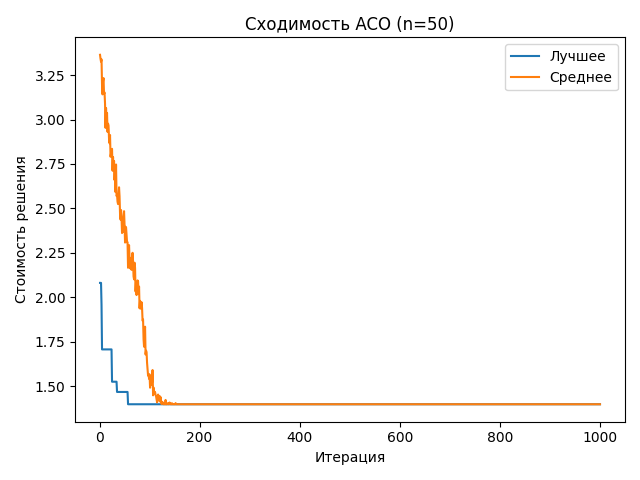 Сходимость ACO (n=50)
Лучшее
Среднее
Стоимость решения
3.25
3.00
2.75
2.50
2.25
2.00
1.75
1.50
0 200 400 600 800 1000
Итерация